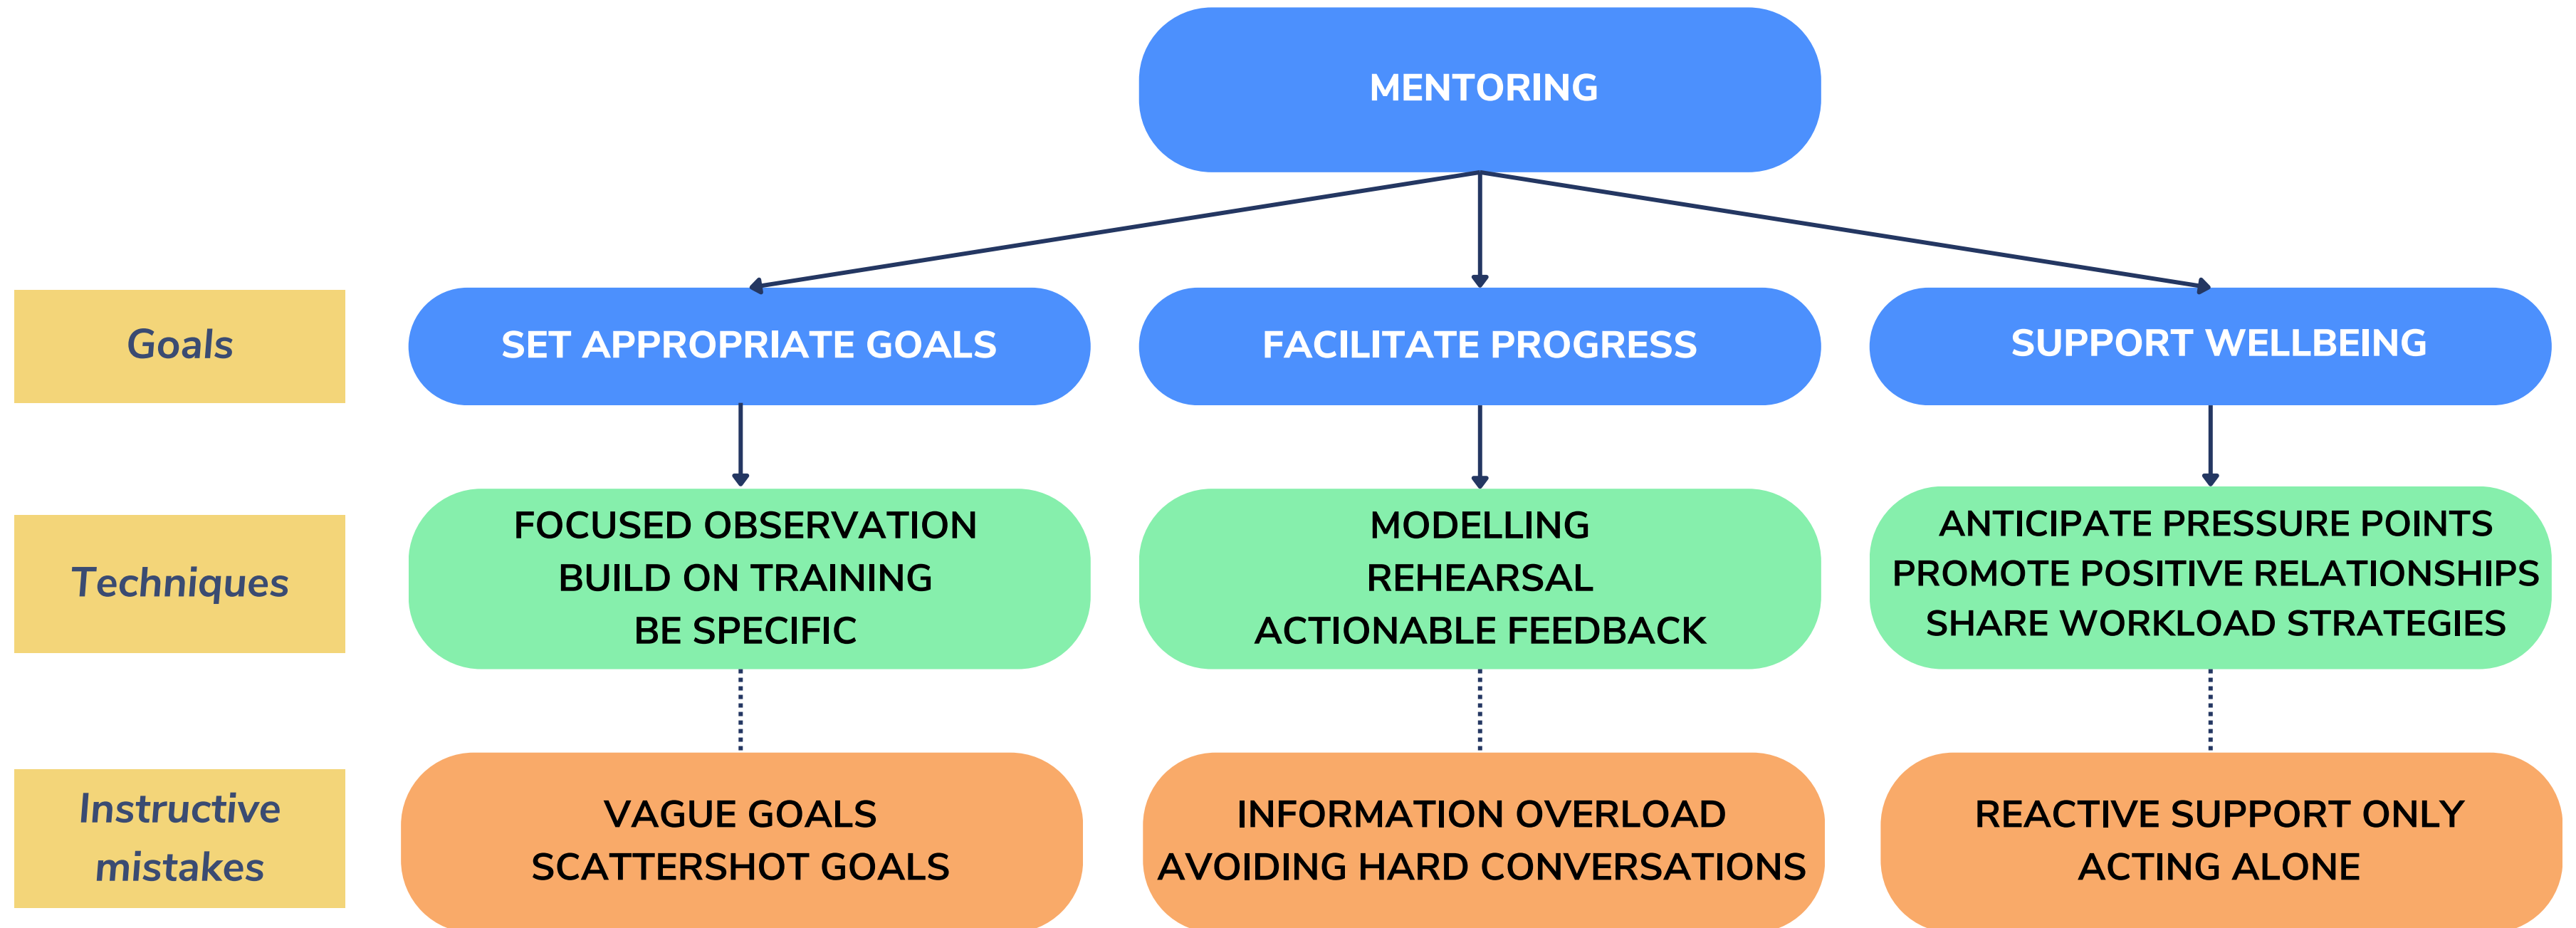 MENTORING
Goals
SET APPROPRIATE GOALS
FACILITATE PROGRESS
SUPPORT WELLBEING
Techniques
FOCUSED OBSERVATION
BUILD ON TRAINING
BE SPECIFIC
MODELLING
REHEARSAL
ACTIONABLE FEEDBACK
ANTICIPATE PRESSURE POINTS
PROMOTE POSITIVE RELATIONSHIPS
SHARE WORKLOAD STRATEGIES
Instructive
mistakes
VAGUE GOALS
SCATTERSHOT GOALS
INFORMATION OVERLOAD
AVOIDING HARD CONVERSATIONS
REACTIVE SUPPORT ONLY
ACTING ALONE